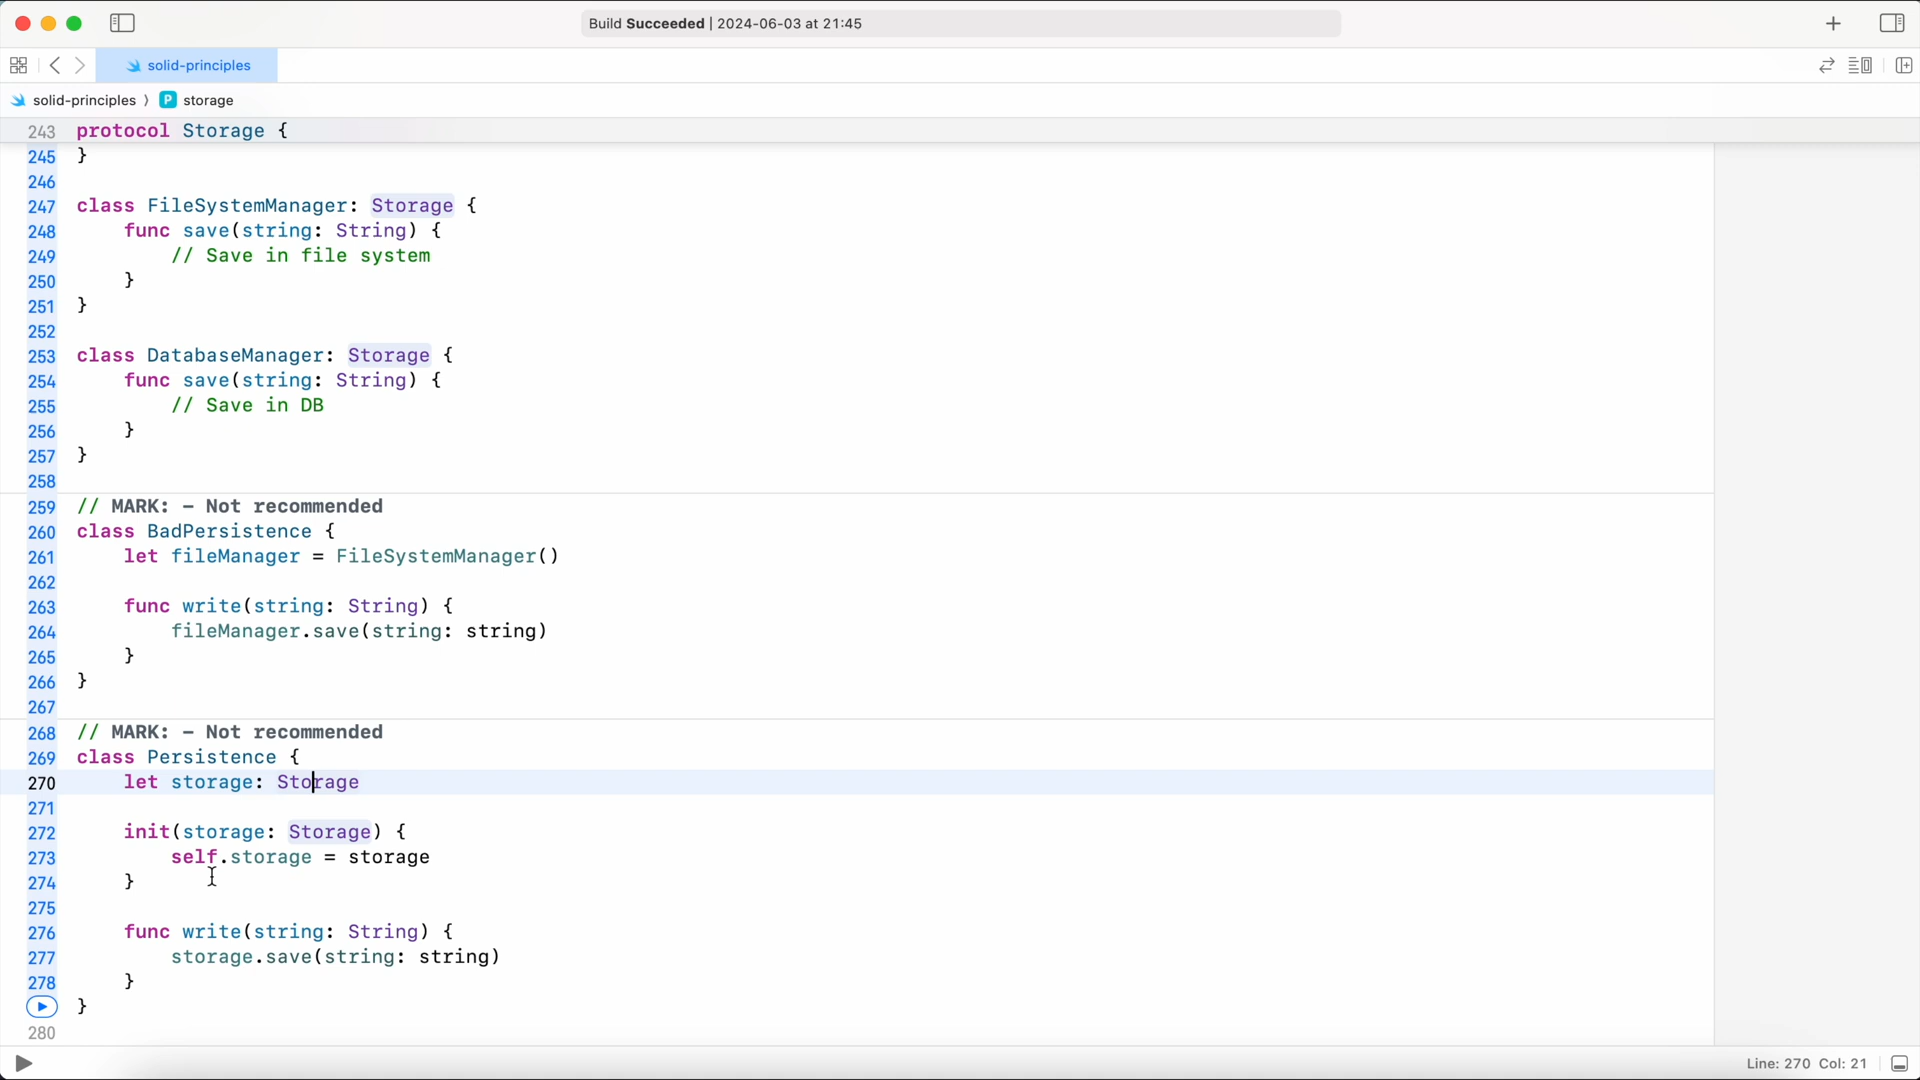 Build Succeeded | 2024-06-03 at 21:45
solid-principles
solid-principles 〉 P storage
243 protocol Storage {
245 }
246
247 class FileSystemManager: Storage {
248     func save(string: String) {
249         // Save in file system
250     }
251 }
252
253 class DatabaseManager: Storage {
254     func save(string: String) {
255         // Save in DB
256     }
257 }
258
259 // MARK: - Not recommended
260 class BadPersistence {
261     let fileManager = FileSystemManager()
262
263     func write(string: String) {
264         fileManager.save(string: string)
265     }
266 }
267
268 // MARK: - Not recommended
269 class Persistence {
270     let storage: Storage
271
272     init(storage: Storage) {
273         self.storage = storage
274     }
275
276     func write(string: String) {
277         storage.save(string: string)
278     }
}
280
Line: 270 Col: 21